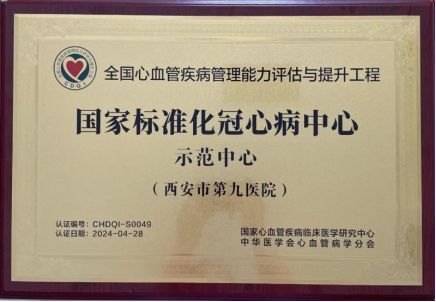 CDQI
全国心血管疾病管理能力评估与提升工程
国家标准化冠心病中心
示范中心
（西安市第九医院）
认证编号：CHDQI-S0049
认证日期：2024-04-28
国家心血管疾病临床医学研究中心
中华医学会心血管病学分会